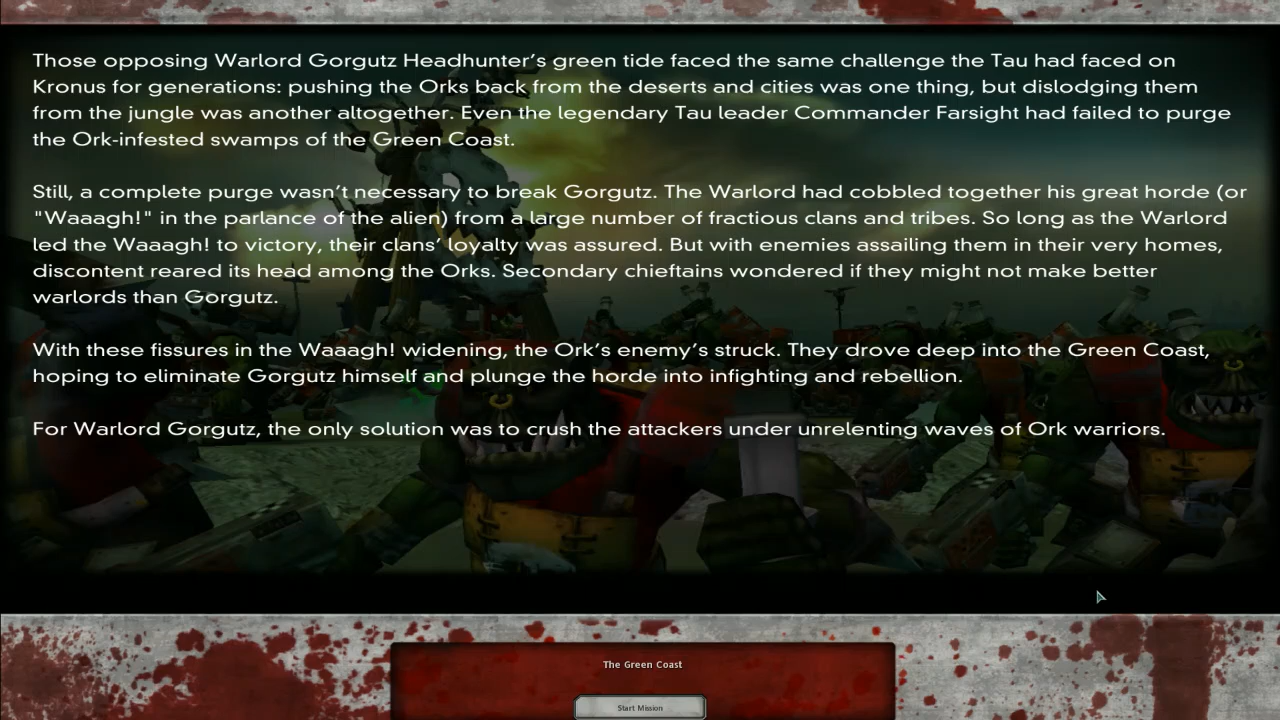 Those opposing Warlord Gorgutz Headhunter's green tide faced the same challenge the Tau had faced on
Kronus for generations: pushing the Orks back from the deserts and cities was one thing, but dislodging them
from the jungle was another altogether. Even the legendary Tau leader Commander Farsight had failed to purge
the Ork-infested swamps of the Green Coast.
Still, a complete purge wasn't necessary to break Gorgutz. The Warlord had cobbled together his great horde (or
"Waaagh!" in the parlance of the alien) from a large number of fractious clans and tribes. So long as the Warlord
led the Waaagh! to victory, their clans' loyalty was assured. But with enemies assailing them in their very homes,
discontent reared its head among the Orks. Secondary chieftains wondered if they might not make better
warlords than Gorgutz.
With these fissures in the Waaagh! widening, the Ork's enemy's struck. They drove deep into the Green Coast,
hoping to eliminate Gorgutz himself and plunge the horde into infighting and rebellion.
For Warlord Gorgutz, the only solution was to crush the attackers under unrelenting waves of Ork warriors.
The Green Coast
Start Mission